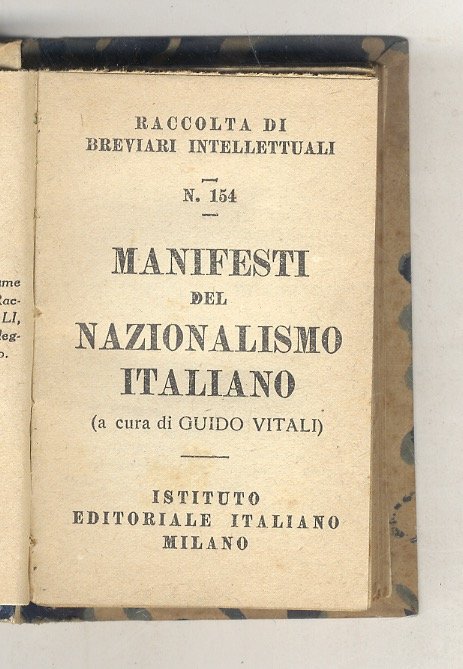 RACCOLTA DI
BREVIARI INTELLETTUALI
N. 154
MANIFESTI
DEL
NAZIONALISMO
ITALIANO
(a cura di GUIDO VITALI)
ISTITUTO
EDITORIALE ITALIANO
MILANO